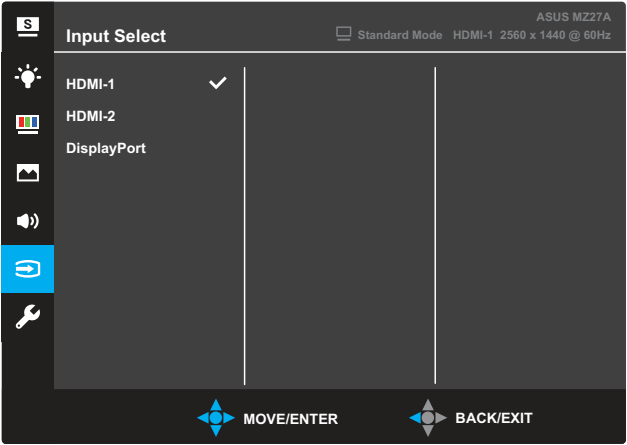 S
ASUS MZ27A
Input Select
Standard Mode HDMI-1 2560 x 1440 @ 60Hz
HDMI-1
HDMI-2
DisplayPort
MOVE/ENTER
BACK/EXIT